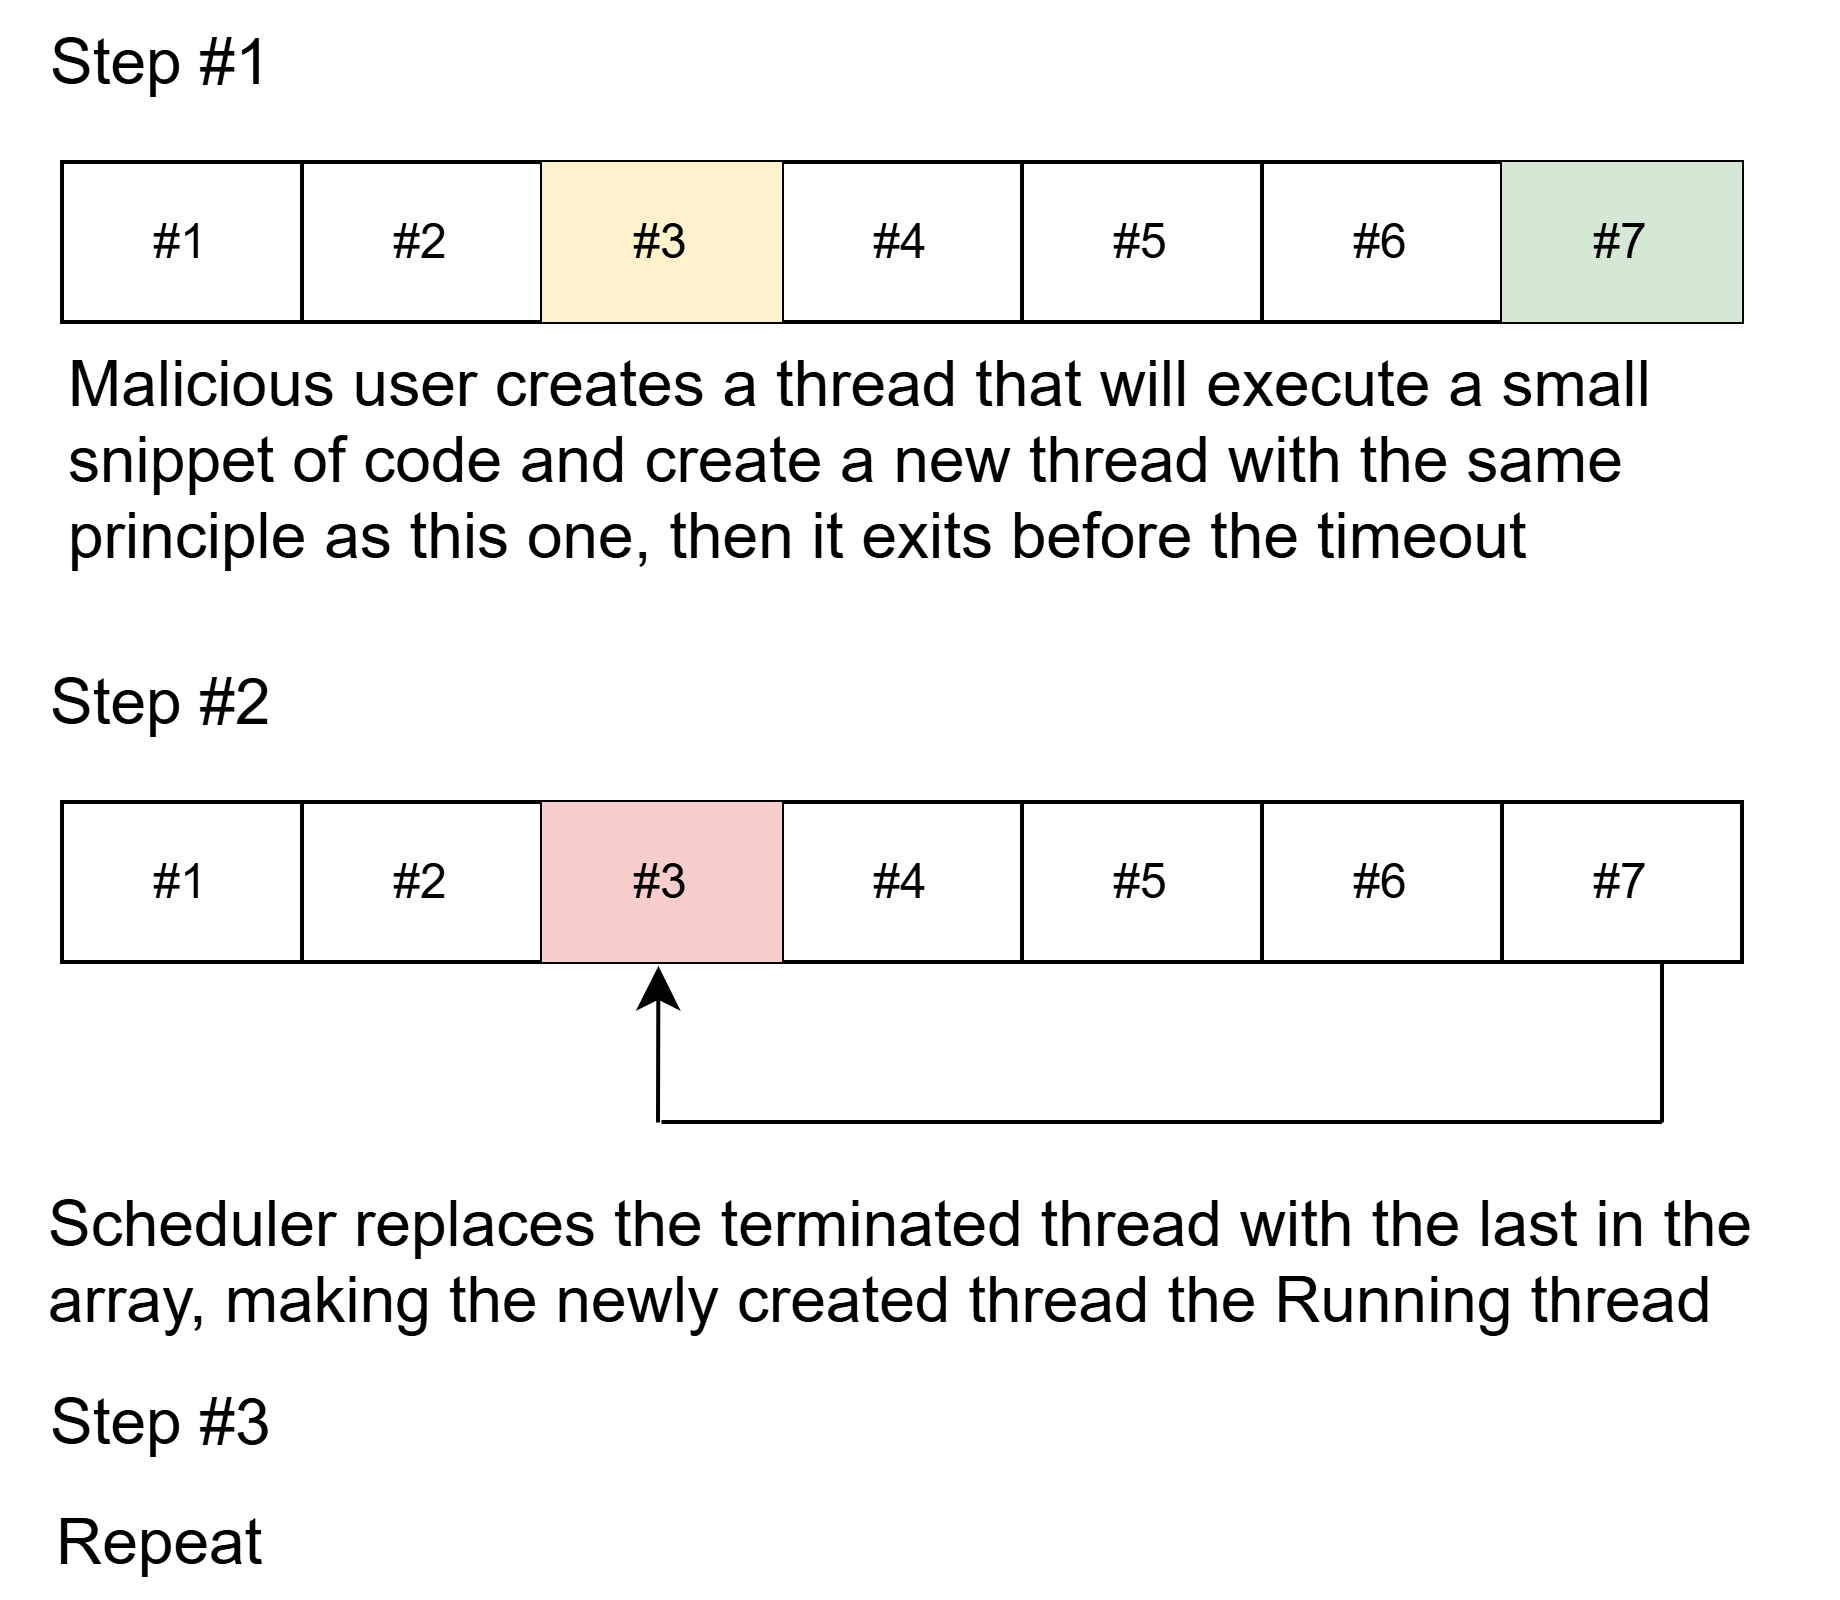 Step #1
#1 #2 #3 #4 #5 #6 #7
Malicious user creates a thread that will execute a small
snippet of code and create a new thread with the same
principle as this one, then it exits before the timeout
Step #2
#1 #2 #3 #4 #5 #6 #7
Scheduler replaces the terminated thread with the last in the
array, making the newly created thread the Running thread
Step #3
Repeat